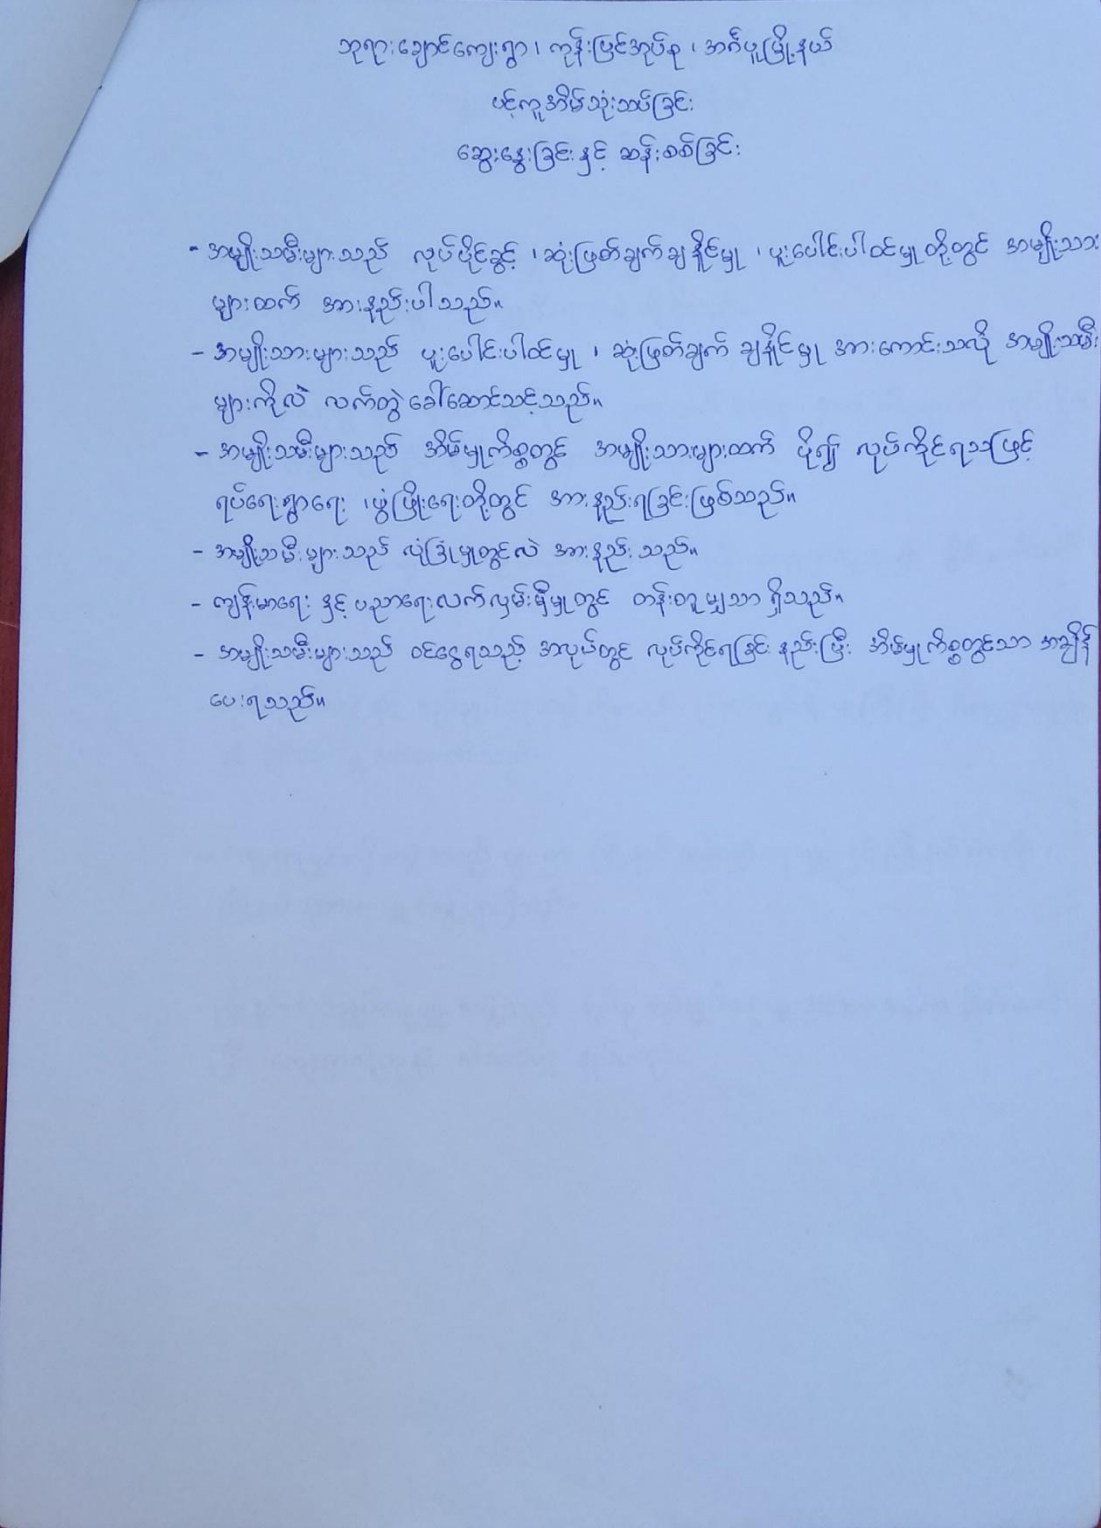 ဘုရားချောင်ကျေးရွာ၊ ကုန်းပြင်အုပ်စု၊ အင်္ဂပူမြို့နယ်
ပင့်ကူအိမ်သုံးသပ်ခြင်း
ဆွေးနွေးခြင်းနှင့် ဆန်းစစ်ခြင်း
- အမျိုးသမီးများသည် လုပ်ပိုင်ခွင့်၊ ဆုံးဖြတ်ချက်ချနိုင်မှု၊ ပူးပေါင်းပါဝင်မှုတို့တွင် အမျိုးသား
များထက် အားနည်းပါသည်။
- အမျိုးသားများသည် ပူးပေါင်းပါဝင်မှု၊ ဆုံးဖြတ်ချက် ချနိုင်မှု အားကောင်းသလို အမျိုးသမီး
များကိုလဲ လက်တွဲခေါ်ဆောင်သင့်သည်။
- အမျိုးသမီးများသည် အိမ်မှုကိစ္စတွင် အမျိုးသားများထက် ပို၍ လုပ်ကိုင်ရသဖြင့်
ရပ်ရေးရွာရေး၊ ဖွံ့ဖြိုးရေးတို့တွင် အားနည်းရခြင်းဖြစ်သည်။
- အမျိုးသမီးများသည် လုံခြုံမှုတွင်လဲ အားနည်းသည်။
- ကျန်းမာရေး နှင့် ပညာရေးလက်လှမ်းမှီမှုတွင် တန်းတူမျှသာ ရှိသည်။
- အမျိုးသမီးများသည် ဝင်ငွေရသည့် အလုပ်တွင် လုပ်ကိုင်ရခြင်းနည်းပြီး အိမ်မှုကိစ္စတွင်သာ အချိန်
ပေးရသည်။